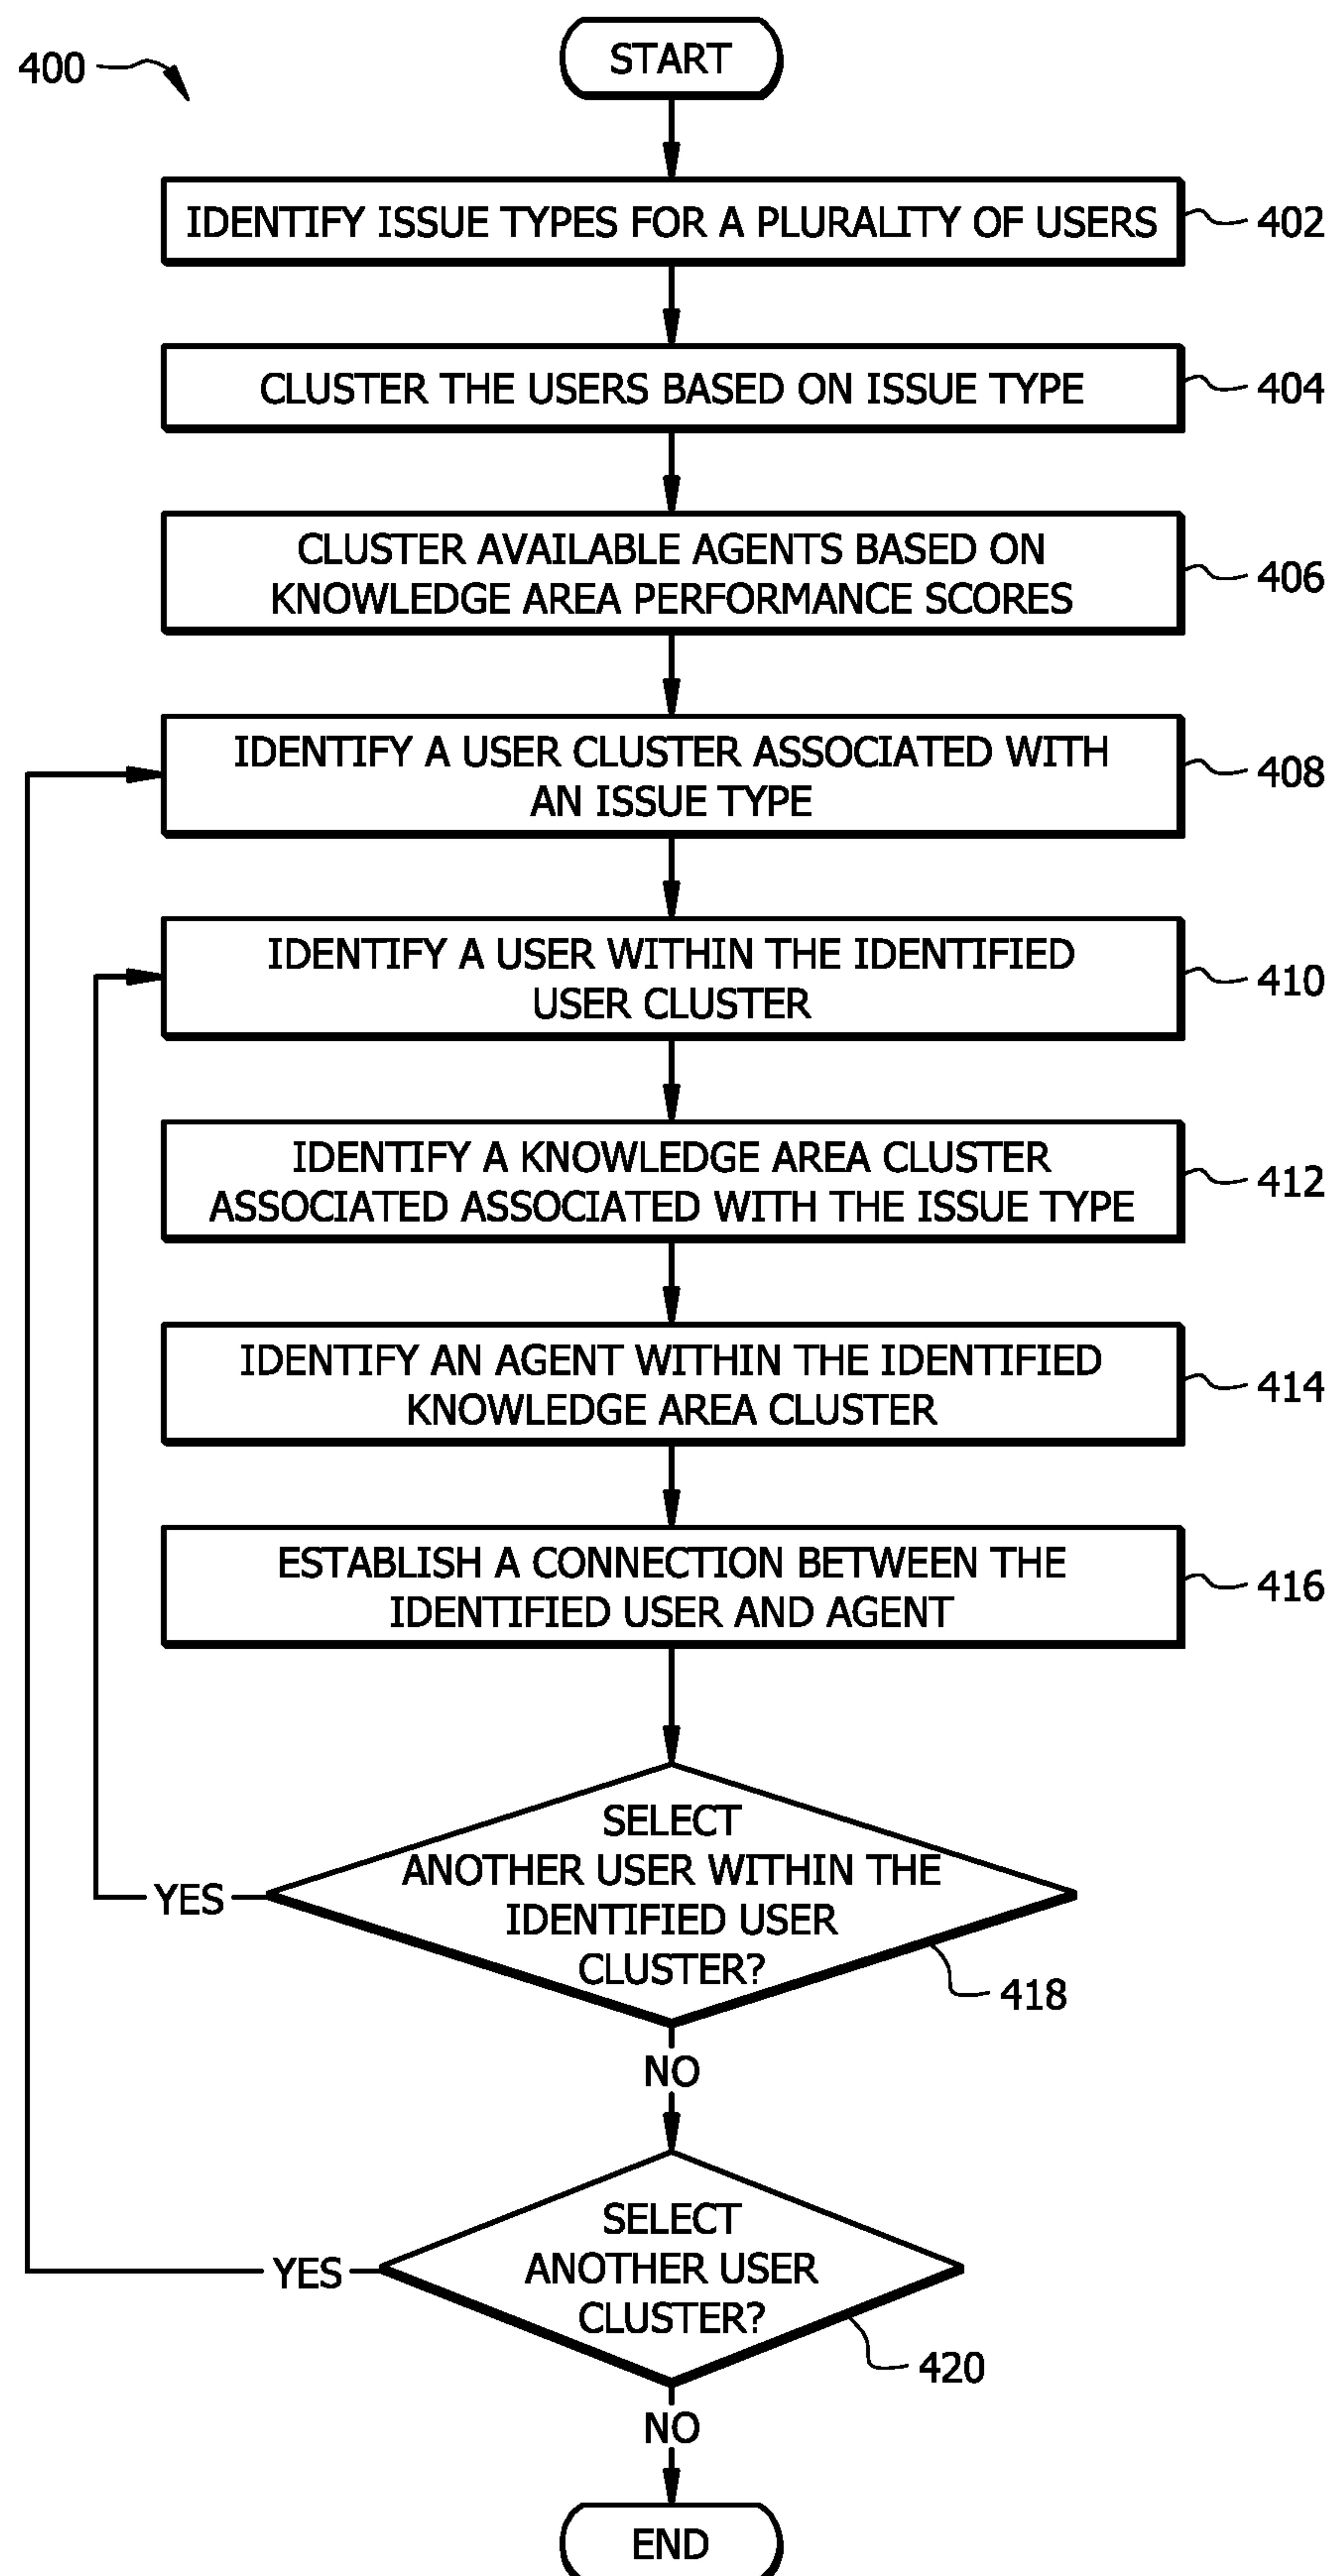 400
START
IDENTIFY ISSUE TYPES FOR A PLURALITY OF USERS
402
CLUSTER THE USERS BASED ON ISSUE TYPE
404
CLUSTER AVAILABLE AGENTS BASED ON
KNOWLEDGE AREA PERFORMANCE SCORES
406
IDENTIFY A USER CLUSTER ASSOCIATED WITH
AN ISSUE TYPE
408
IDENTIFY A USER WITHIN THE IDENTIFIED
USER CLUSTER
410
IDENTIFY A KNOWLEDGE AREA CLUSTER
ASSOCIATED ASSOCIATED WITH THE ISSUE TYPE
412
IDENTIFY AN AGENT WITHIN THE IDENTIFIED
KNOWLEDGE AREA CLUSTER
414
ESTABLISH A CONNECTION BETWEEN THE
IDENTIFIED USER AND AGENT
416
SELECT
ANOTHER USER WITHIN THE
IDENTIFIED USER
CLUSTER?
YES
418
NO
SELECT
ANOTHER USER
CLUSTER?
YES
420
NO
END